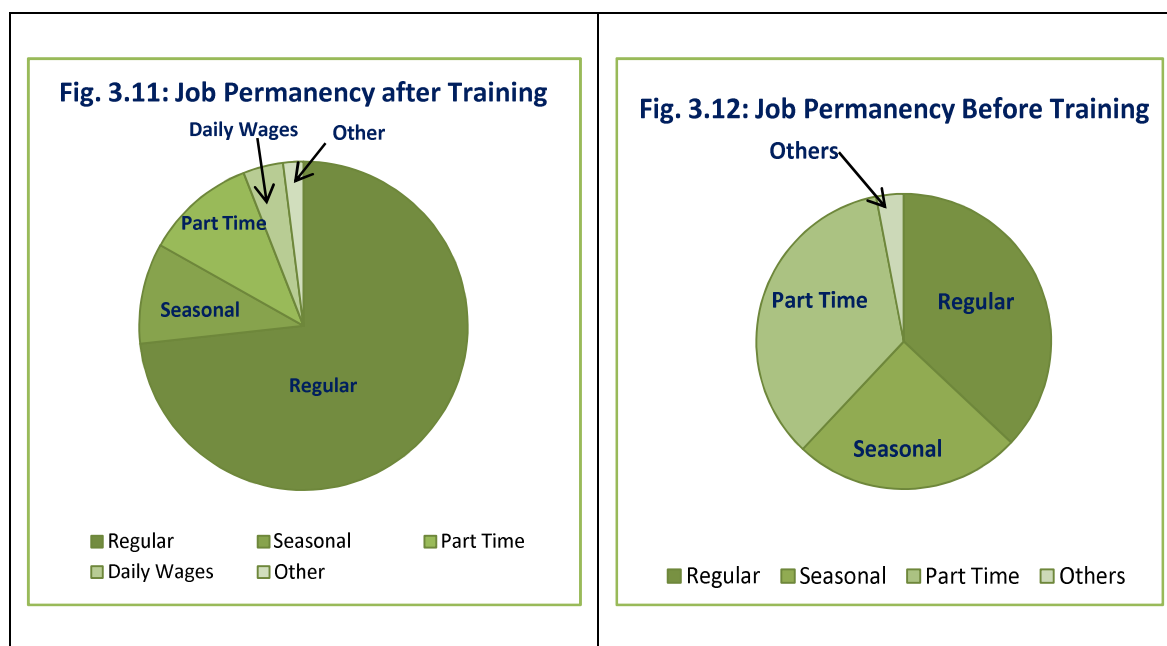 Fig. 3.11: Job Permanency after Training
Daily Wages
Other
Part Time
Seasonal
Regular
Regular
Seasonal
Part Time
Daily Wages
Other
Fig. 3.12: Job Permanency Before Training
Others
Part Time
Regular
Seasonal
Regular
Seasonal
Part Time
Others